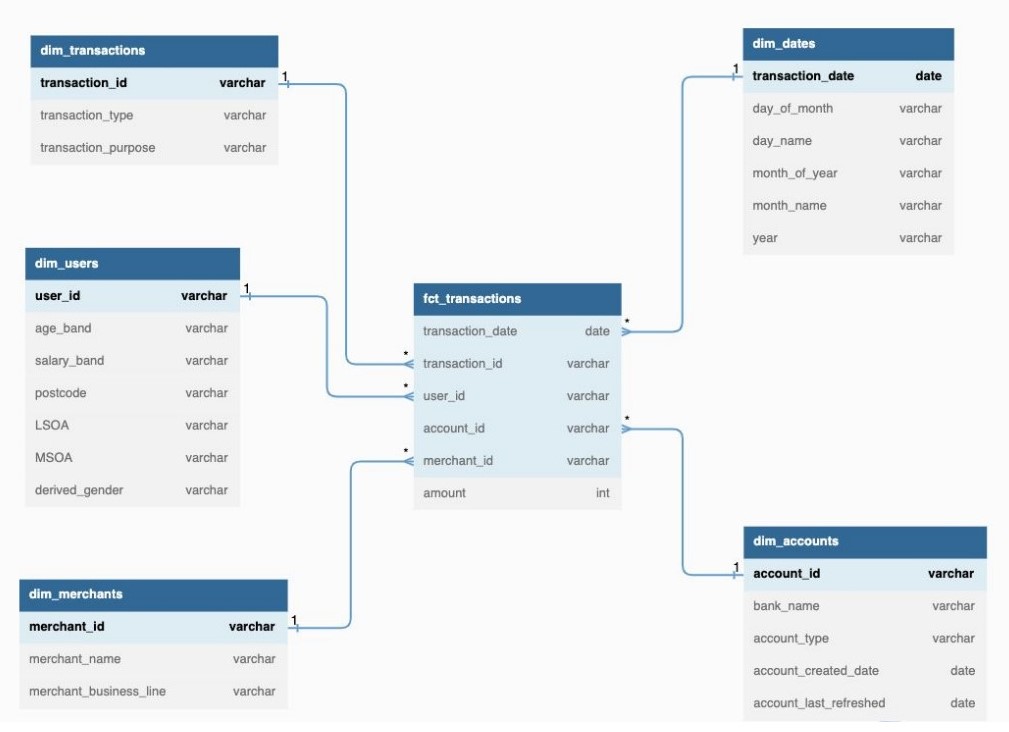 dim_transactions
transaction_id varchar
transaction_type varchar
transaction_purpose varchar
1
dim_dates
transaction_date date
day_of_month varchar
day_name varchar
month_of_year varchar
month_name varchar
year varchar
1
dim_users
user_id varchar
age_band varchar
salary_band varchar
postcode varchar
LSOA varchar
MSOA varchar
derived_gender varchar
1
fct_transactions
transaction_date date
transaction_id varchar
user_id varchar
account_id varchar
merchant_id varchar
amount int
*
*
*
*
*
dim_merchants
merchant_id varchar
merchant_name varchar
merchant_business_line varchar
1
dim_accounts
account_id varchar
bank_name varchar
account_type varchar
account_created_date date
account_last_refreshed date
1